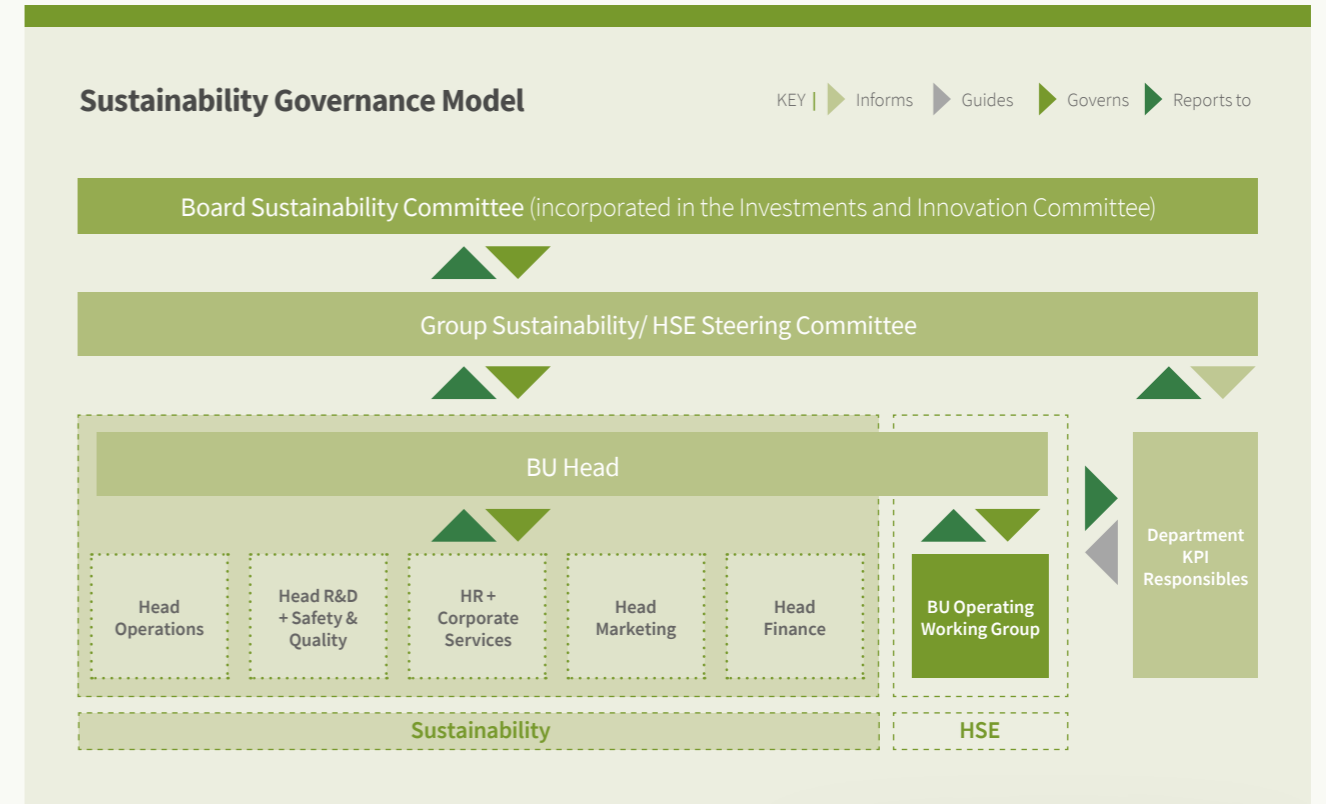 Sustainability Governance Model
KEY | Informs Guides Governs Reports to
Board Sustainability Committee (incorporated in the Investments and Innovation Committee)
Group Sustainability/ HSE Steering Committee
BU Head
Head
Operations
Head R&D
+ Safety &
Quality
HR +
Corporate
Services
Head
Marketing
Head
Finance
BU Operating
Working Group
Department
KPI
Responsibles
Sustainability
HSE